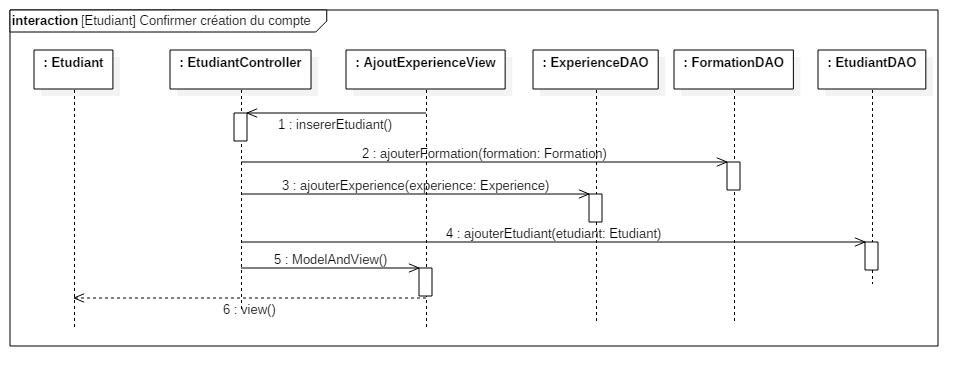 interaction [Etudiant] Confirmer création du compte
: Etudiant
: EtudiantController
: AjoutExperienceView
: ExperienceDAO
: FormationDAO
: EtudiantDAO
1 : insererEtudiant()
2 : ajouterFormation(formation: Formation)
3 : ajouterExperience(experience: Experience)
4 : ajouterEtudiant(etudiant: Etudiant)
5 : ModelAndView()
6 : view()